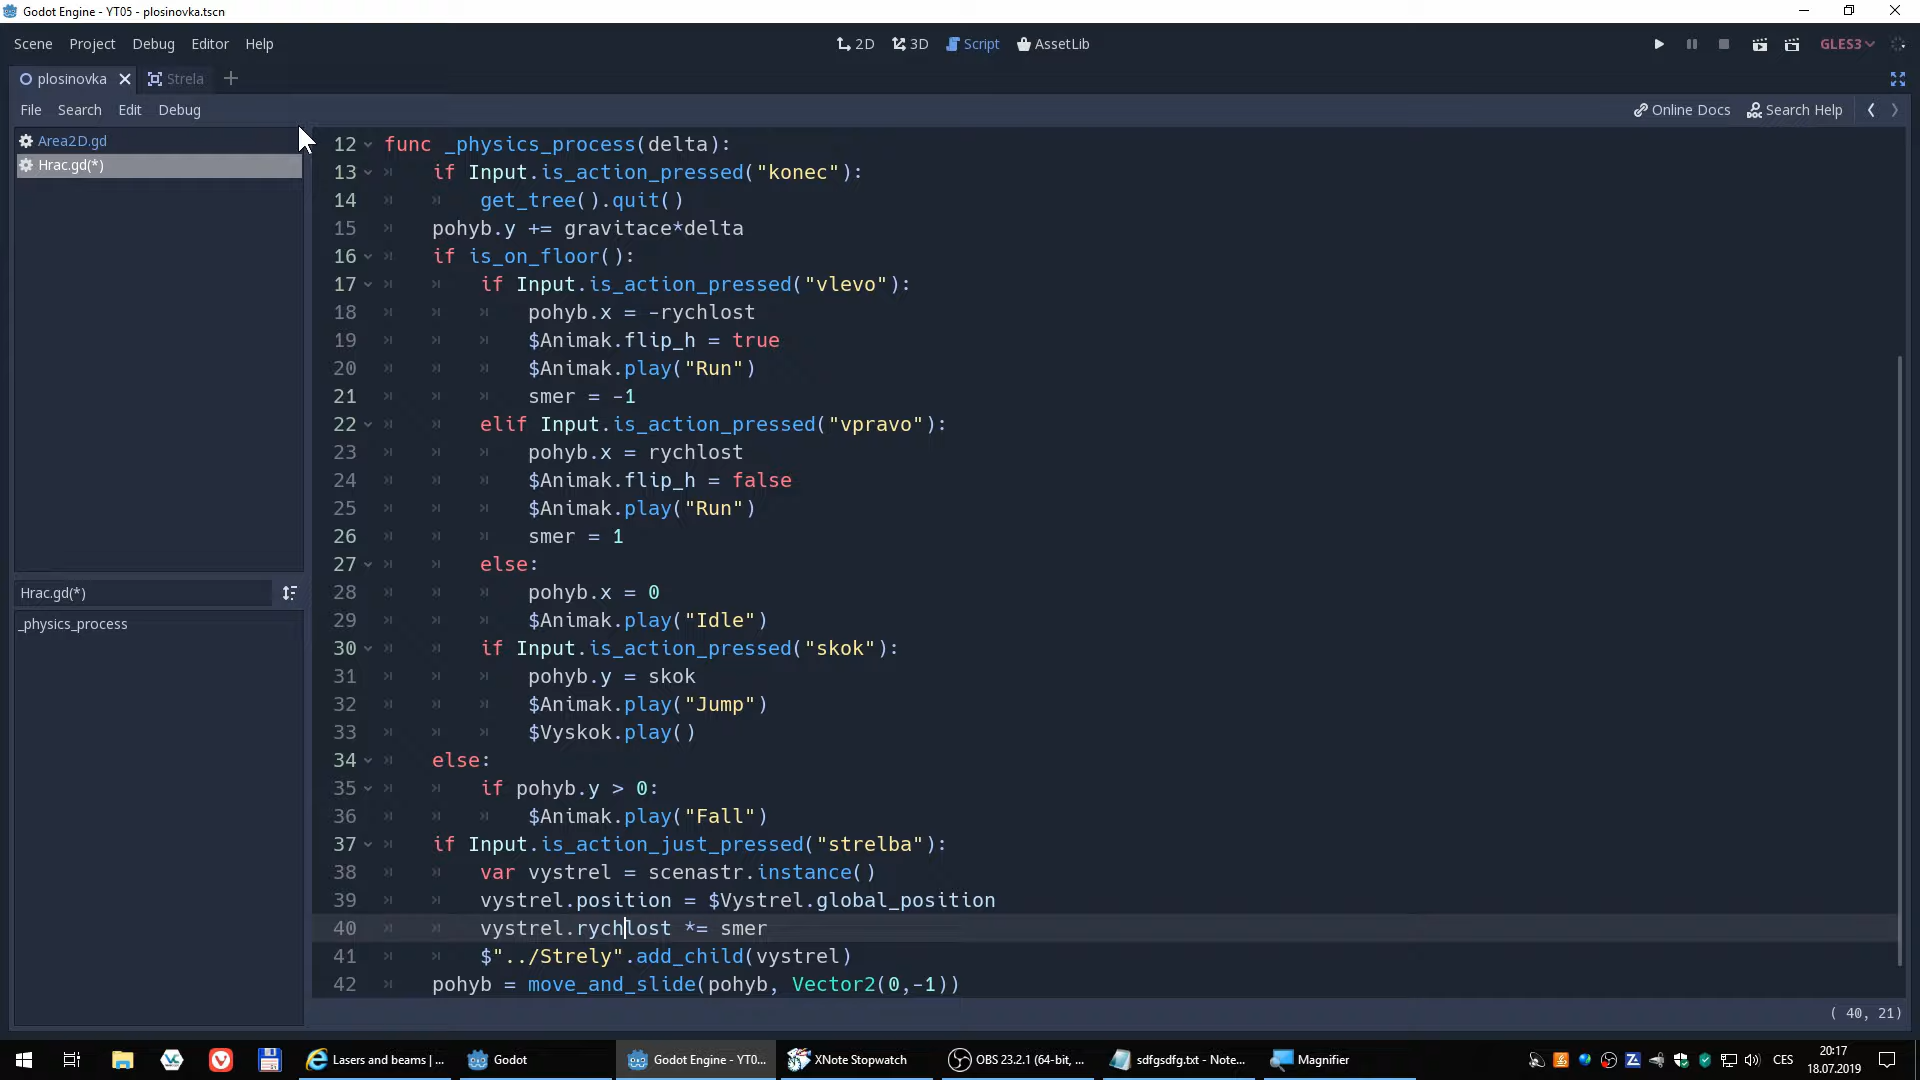 Godot Engine - YT05 - plosinovka.tscn
Scene Project Debug Editor Help
2D 3D Script AssetLib
GLES3
plosinovka
Strela
File Search Edit Debug
Online Docs Search Help
Area2D.gd
Hrac.gd(*)
Hrac.gd(*)
_physics_process
12 func _physics_process(delta):
13 if Input.is_action_pressed("konec"):
14 get_tree().quit()
15 pohyb.y += gravitace*delta
16 if is_on_floor():
17 if Input.is_action_pressed("vlevo"):
18 pohyb.x = -rychlost
19 $Animak.flip_h = true
20 $Animak.play("Run")
21 smer = -1
22 elif Input.is_action_pressed("vpravo"):
23 pohyb.x = rychlost
24 $Animak.flip_h = false
25 $Animak.play("Run")
26 smer = 1
27 else:
28 pohyb.x = 0
29 $Animak.play("Idle")
30 if Input.is_action_pressed("skok"):
31 pohyb.y = skok
32 $Animak.play("Jump")
33 $Vyskok.play()
34 else:
35 if pohyb.y > 0:
36 $Animak.play("Fall")
37 if Input.is_action_just_pressed("strelba"):
38 var vystrel = scenastr.instance()
39 vystrel.position = $Vystrel.global_position
40 vystrel.rychlost *= smer
41 $"../Strely".add_child(vystrel)
42 pohyb = move_and_slide(pohyb, Vector2(0,-1))
( 40, 21)
Lasers and beams | ...
Godot
Godot Engine - YT0...
XNote Stopwatch
OBS 23.2.1 (64-bit, ...
sdfgsdfg.txt - Note...
Magnifier
CES
20:17
18.07.2019